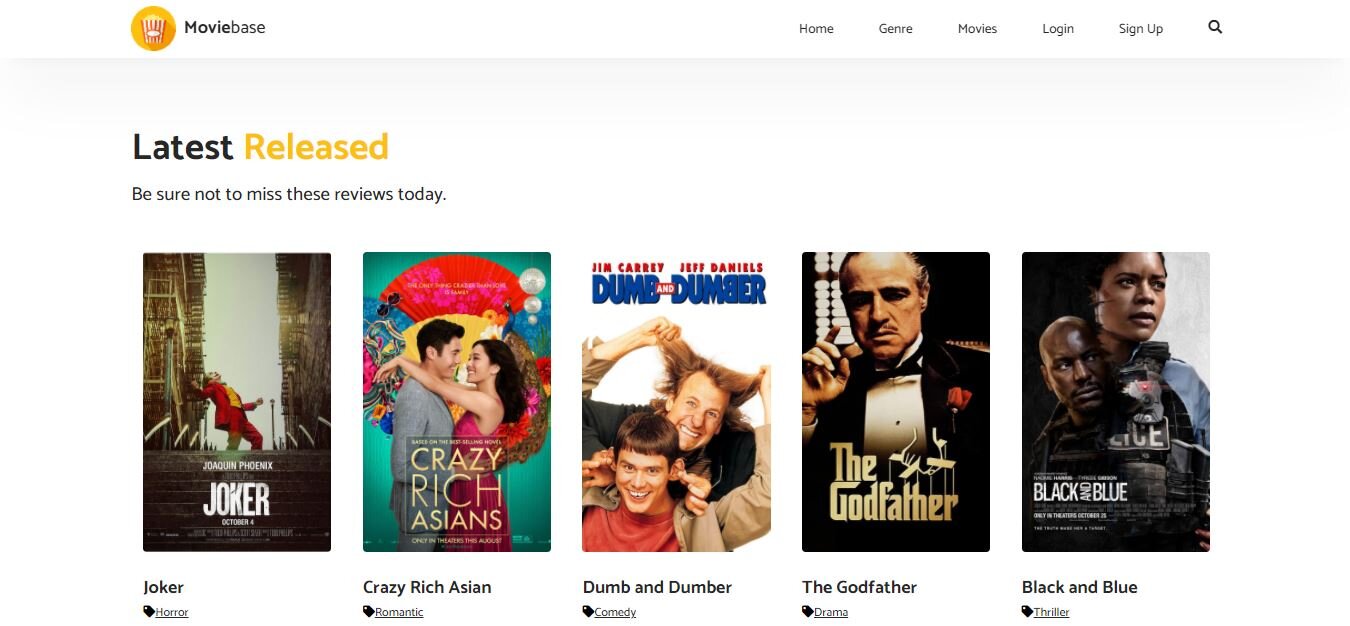 Moviebase
Home Genre Movies Login Sign Up
Latest Released
Be sure not to miss these reviews today.
JOAQUIN PHOENIX
JOKER
OCTOBER 4
THE ONLY THING CRAZIER THAN LOVE
IS FAMILY
BASED ON THE BEST-SELLING NOVEL
CRAZY
RICH
ASIANS
ONLY IN THEATERS THIS AUGUST
JIM CARREY JEFF DANIELS
DUMB AND DUMBER
The
Godfather
LICE
NAOMIE HARRIS TYRESE GIBSON
BLACK AND BLUE
ONLY IN THEATERS OCTOBER 25
THE TRUTH MADE HER A TARGET
Joker
Horror
Crazy Rich Asian
Romantic
Dumb and Dumber
Comedy
The Godfather
Drama
Black and Blue
Thriller